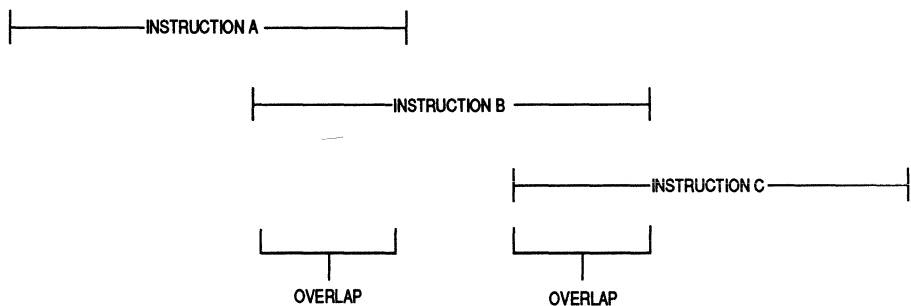 INSTRUCTION A
INSTRUCTION B
INSTRUCTION C
OVERLAP
OVERLAP